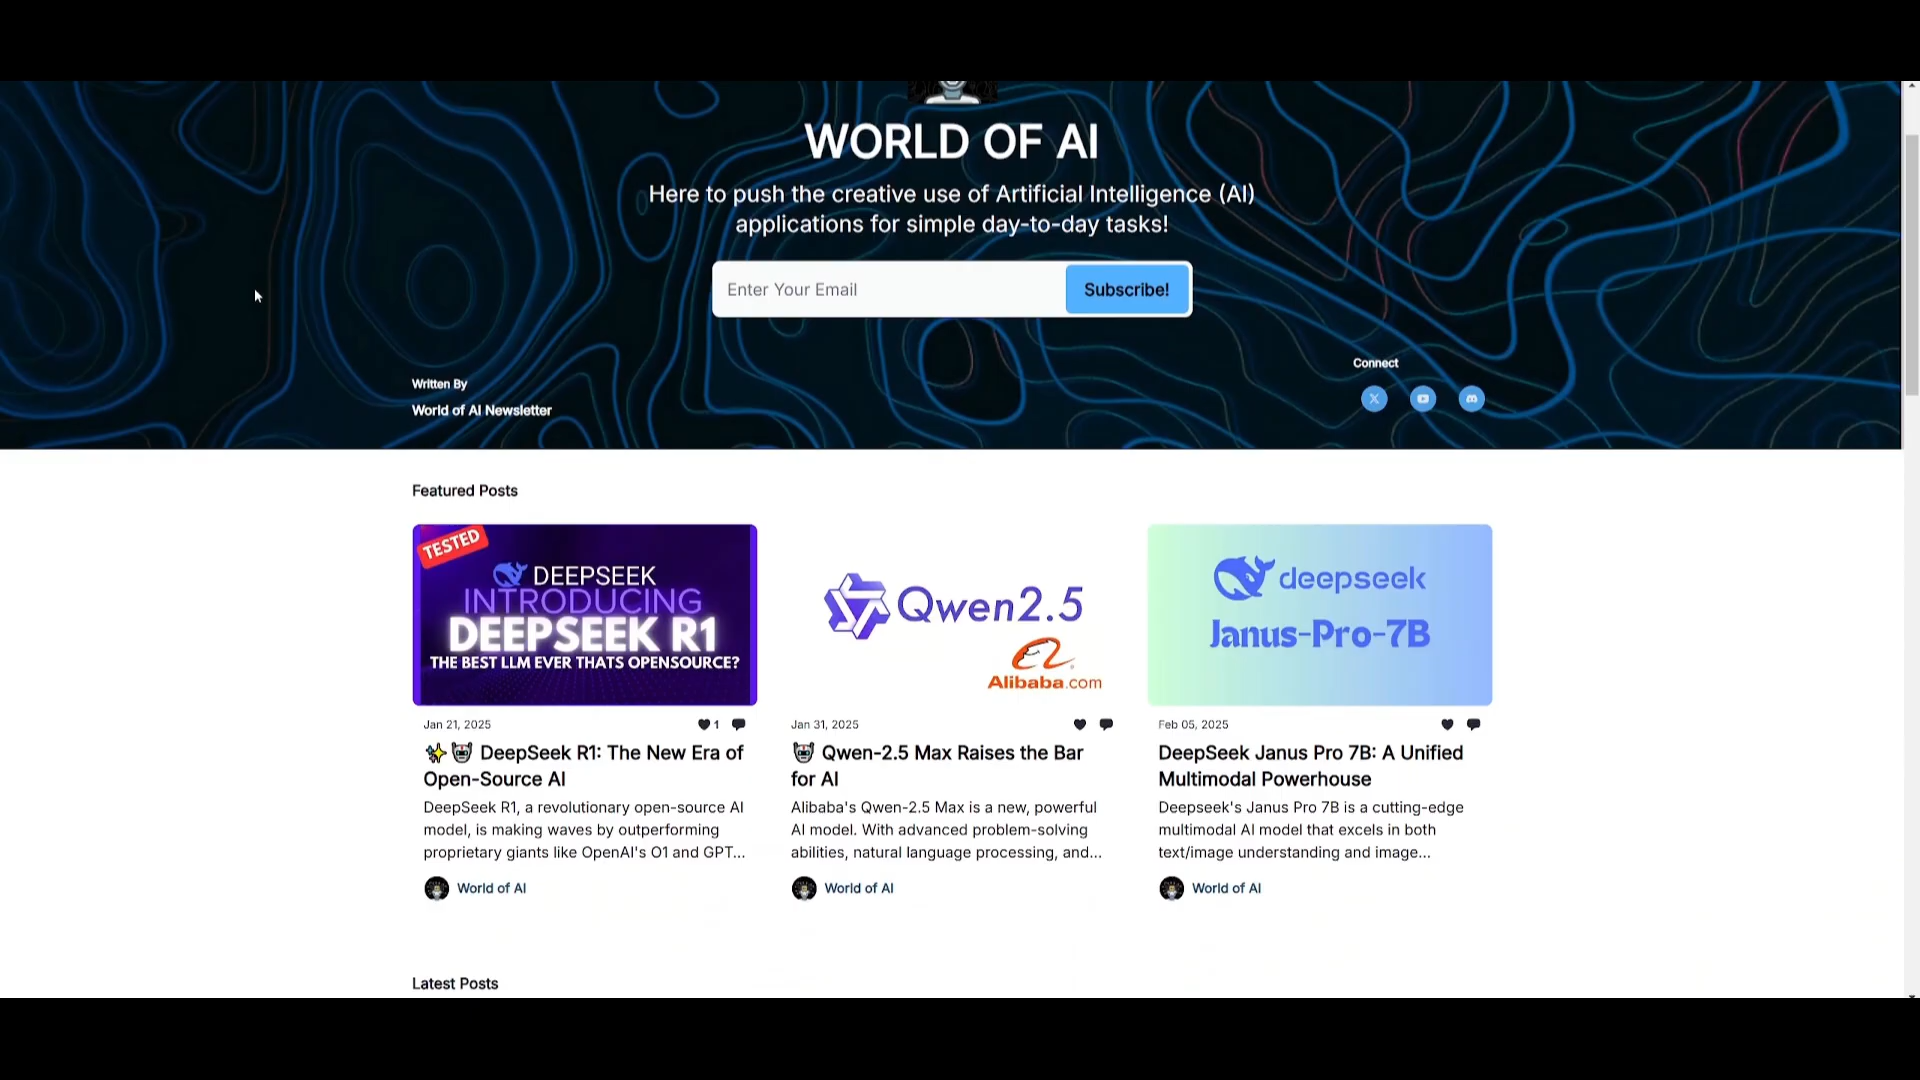 WORLD OF AI
Here to push the creative use of Artificial Intelligence (AI)
applications for simple day-to-day tasks!
Enter Your Email
Subscribe!
Connect
Written By
World of AI Newsletter
Featured Posts
TESTED
DEEPSEEK
INTRODUCING
DEEPSEEK R1
THE BEST LLM EVER THATS OPENSOURCE?
Jan 21, 2025
1
DeepSeek R1: The New Era of
Open-Source AI
DeepSeek R1, a revolutionary open-source AI
model, is making waves by outperforming
proprietary giants like OpenAI's O1 and GPT...
World of AI
Qwen2.5
Alibaba.com
Jan 31, 2025
Qwen-2.5 Max Raises the Bar
for AI
Alibaba's Qwen-2.5 Max is a new, powerful
AI model. With advanced problem-solving
abilities, natural language processing, and...
World of AI
deepseek
Janus-Pro-7B
Feb 05, 2025
DeepSeek Janus Pro 7B: A Unified
Multimodal Powerhouse
Deepseek's Janus Pro 7B is a cutting-edge
multimodal AI model that excels in both
text/image understanding and image...
World of AI
Latest Posts